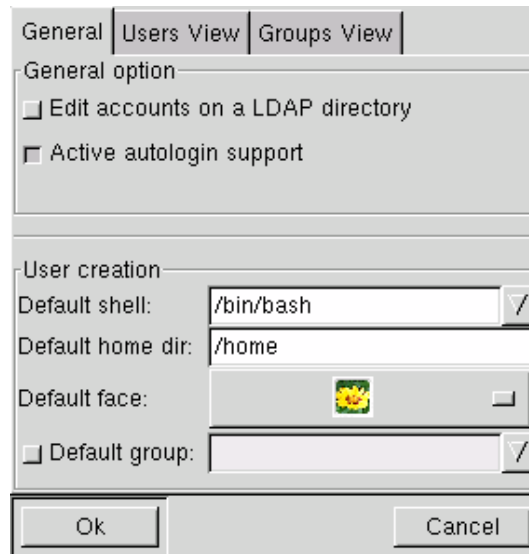 General Users View Groups View
General option
Edit accounts on a LDAP directory
Active autologin support
User creation
Default shell: /bin/bash
Default home dir: /home
Default face:
Default group:
Ok Cancel